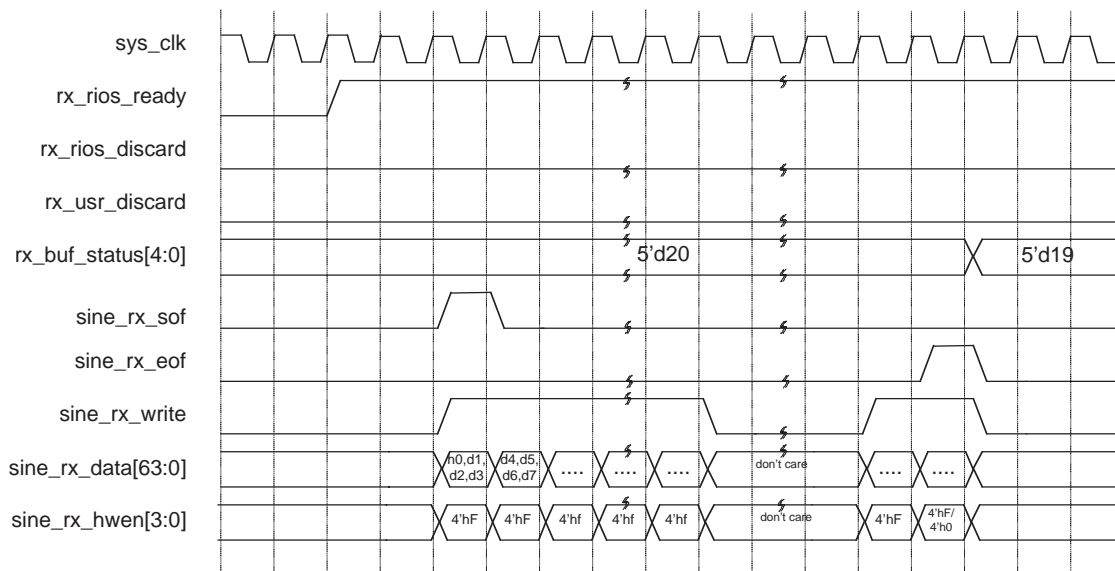 sys_clk
rx_rios_ready
rx_rios_discard
rx_usr_discard
rx_buf_status[4:0]
5'd20
5'd19
sine_rx_sof
sine_rx_eof
sine_rx_write
sine_rx_data[63:0]
h0,d1,
d2,d3
d4,d5,
d6,d7
....
....
....
don't care
....
....
sine_rx_hwen[3:0]
4'hF
4'hF
4'hf
4'hf
4'hf
don't care
4'hF
4'hF/
4'h0